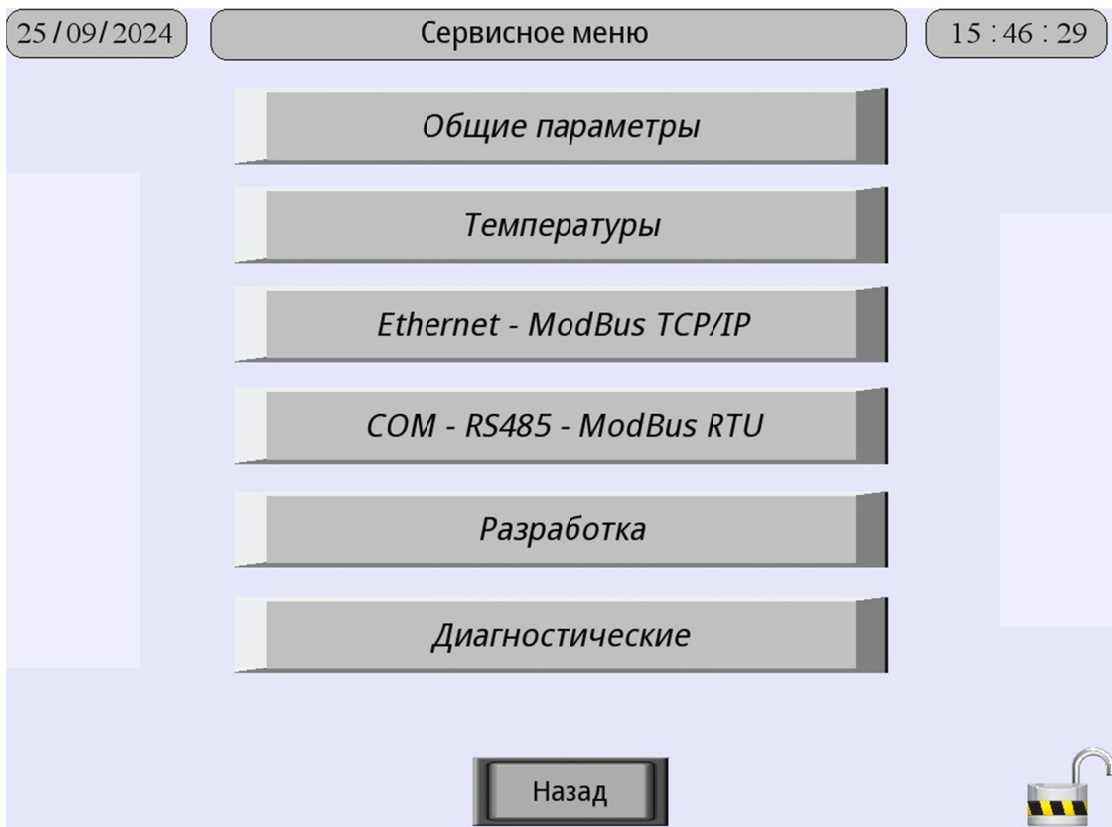 25/09/2024 Сервисное меню 15:46:29
Общие параметры
Температуры
Ethernet - ModBus TCP/IP
COM - RS485 - ModBus RTU
Разработка
Диагностические
Назад